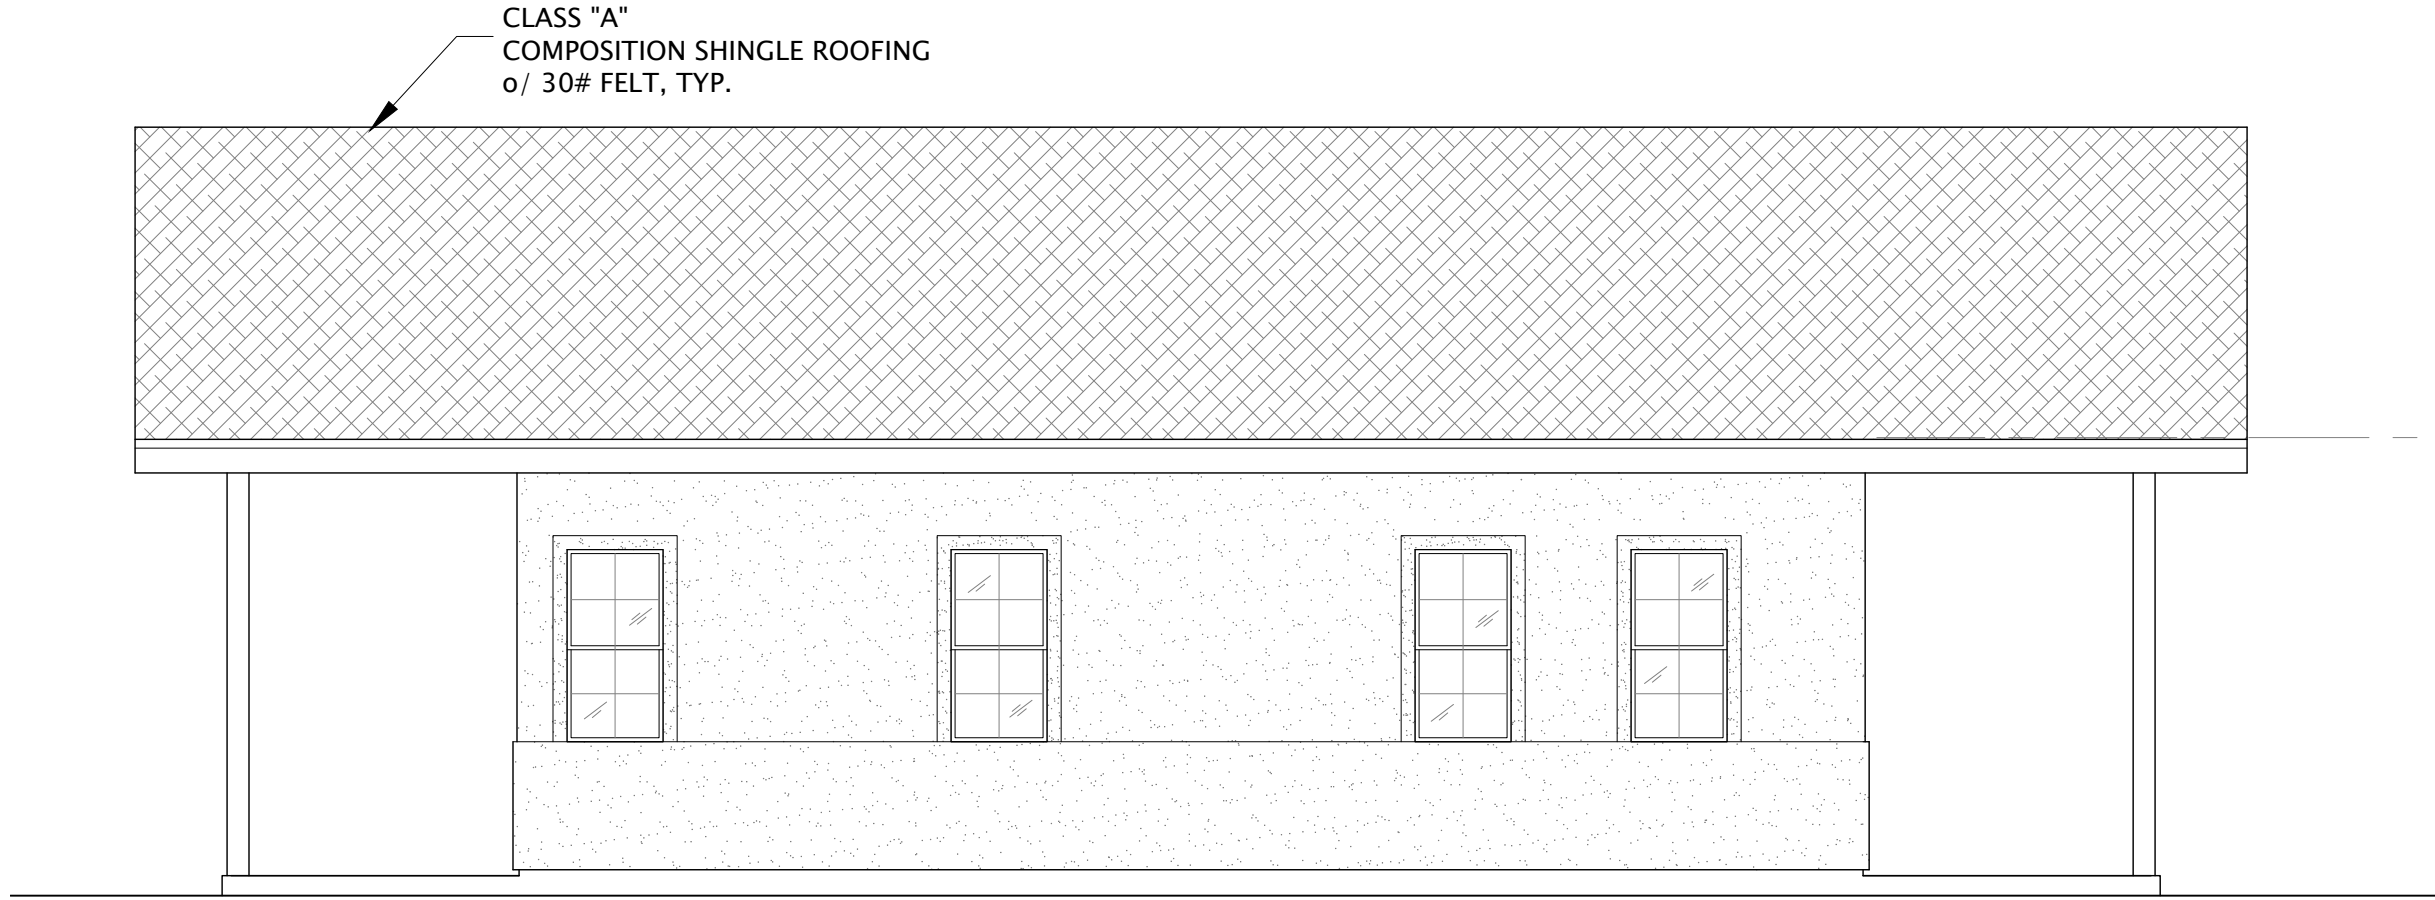 CLASS "A"
COMPOSITION SHINGLE ROOFING
o/ 30# FELT, TYP.